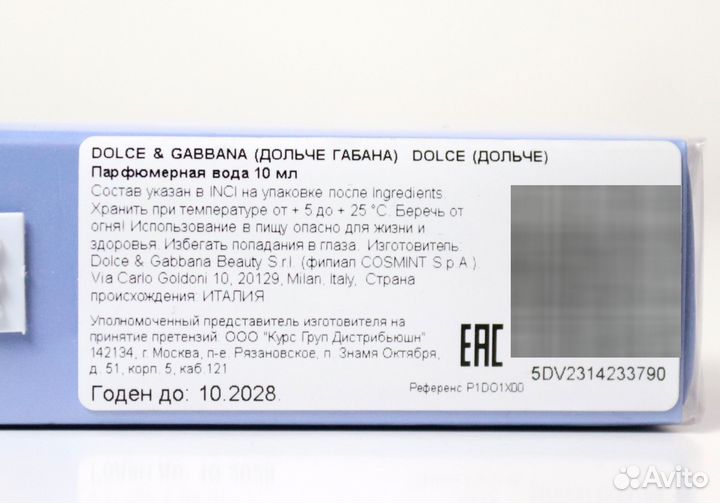 DOLCE & GABBANA (ДОЛЬЧЕ ГАБАНА) DOLCE (ДОЛЬЧЕ)
Парфюмерная вода 10 мл
Состав указан в INCI на упаковке после Ingredients.
Хранить при температуре от + 5 до + 25 °C. Беречь от
огня! Использование в пищу опасно для жизни и
здоровья. Избегать попадания в глаза. Изготовитель
Dolce & Gabbana Beauty S.r.l. (филиал COSMINT S.p.A.).
Via Carlo Goldoni 10, 20129, Milan, Italy, Страна
происхождения: ИТАЛИЯ
Уполномоченный представитель изготовителя на
принятие претензий: ООО "Курс Груп Дистрибьюшн"
142134, г. Москва, п-е. Рязановское, п. Знамя Октября,
д. 51, корп. 5, каб 121
EAC
5DV2314233790
Референс P1DO1X00
Годен до: 10.2028.
Avito